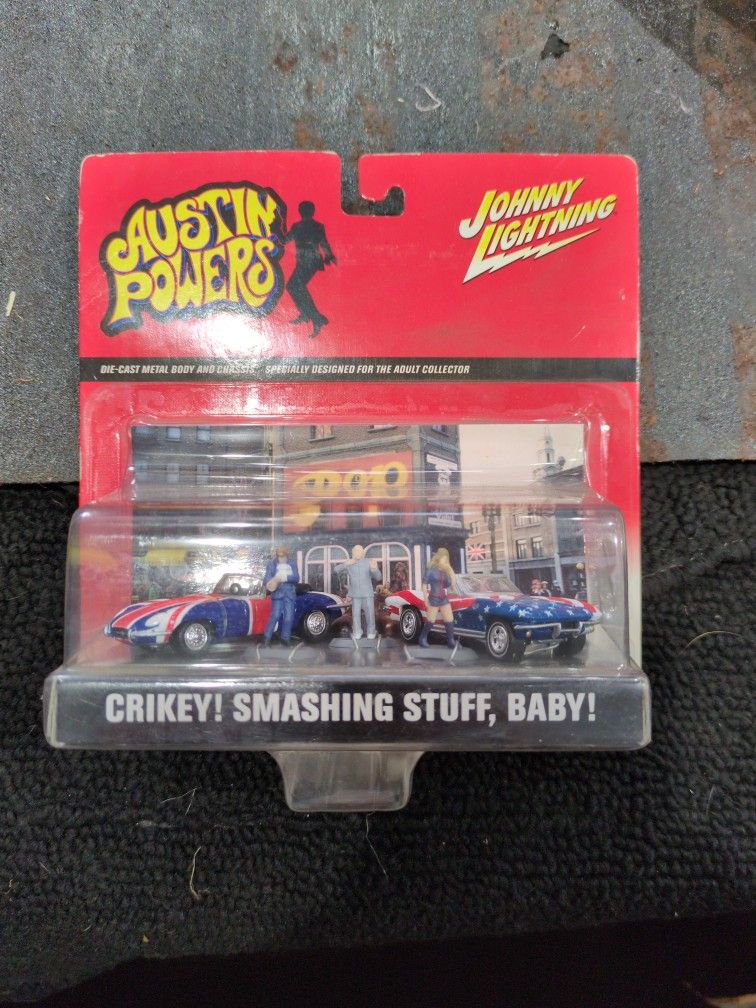 AUSTIN
POWERS
JOHNNY
LIGHTNING
DIE-CAST METAL BODY AND CHASSIS SPECIALLY DESIGNED FOR THE ADULT COLLECTOR
POP
CRIKEY! SMASHING STUFF, BABY!